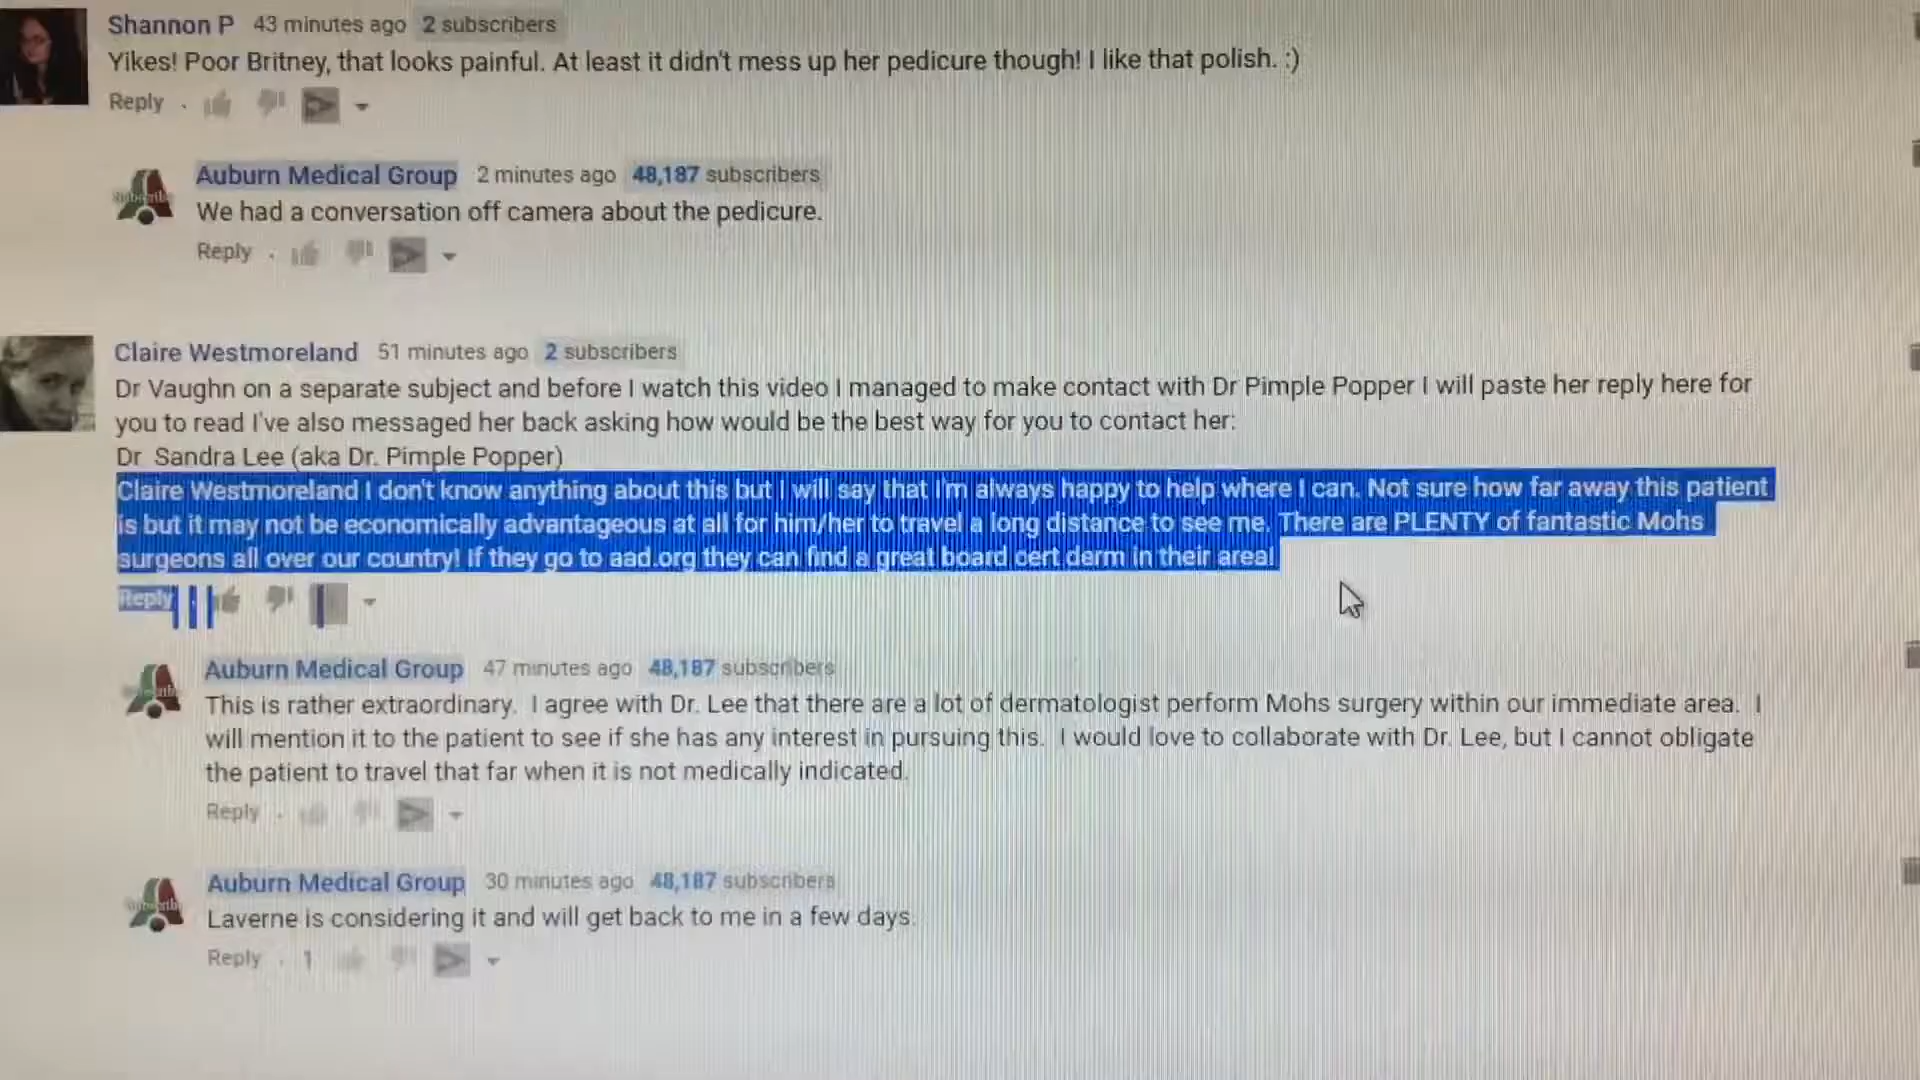 Shannon P 43 minutes ago 2 subscribers
Yikes! Poor Britney, that looks painful. At least it didn't mess up her pedicure though! I like that polish. :)
Reply
Auburn Medical Group 2 minutes ago 48,187 subscribers
We had a conversation off camera about the pedicure.
Reply
Claire Westmoreland 51 minutes ago 2 subscribers
Dr Vaughn on a separate subject and before I watch this video I managed to make contact with Dr Pimple Popper I will paste her reply here for
you to read I've also messaged her back asking how would be the best way for you to contact her:
Dr Sandra Lee (aka Dr. Pimple Popper)
Claire Westmoreland I don't know anything about this but I will say that I'm always happy to help where I can. Not sure how far away this patient
is but it may not be economically advantageous at all for him/her to travel a long distance to see me. There are PLENTY of fantastic Mohs
surgeons all over our country! If they go to aad.org they can find a great board cert derm in their area!
Reply
Auburn Medical Group 47 minutes ago 48,187 subscribers
This is rather extraordinary. I agree with Dr. Lee that there are a lot of dermatologist perform Mohs surgery within our immediate area. I
will mention it to the patient to see if she has any interest in pursuing this. I would love to collaborate with Dr. Lee, but I cannot obligate
the patient to travel that far when it is not medically indicated.
Reply
Auburn Medical Group 30 minutes ago 48,187 subscribers
Laverne is considering it and will get back to me in a few days.
Reply 1